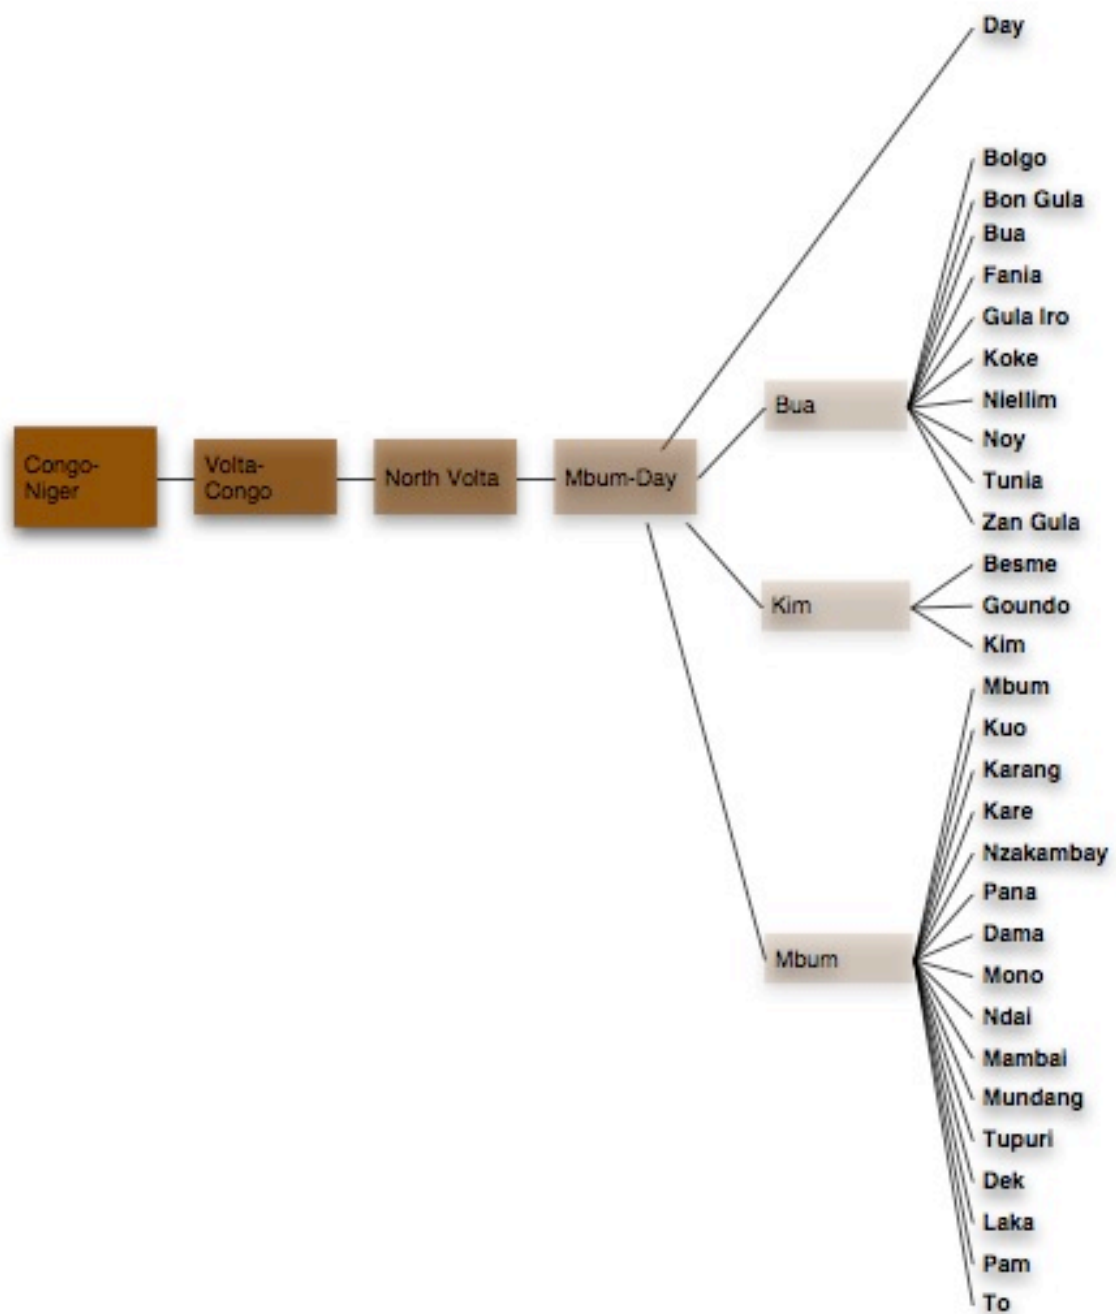 Day
Bolgo
Bon Gula
Bua
Fania
Gula Iro
Koke
Niellim
Noy
Tunia
Zan Gula
Bua
Congo-
Niger
Volta-
Congo
North Volta
Mbum-Day
Besme
Goundo
Kim
Kim
Mbum
Kuo
Karang
Kare
Nzakambay
Pana
Dama
Mono
Ndai
Mambai
Mundang
Tupuri
Dek
Laka
Pam
To
Mbum